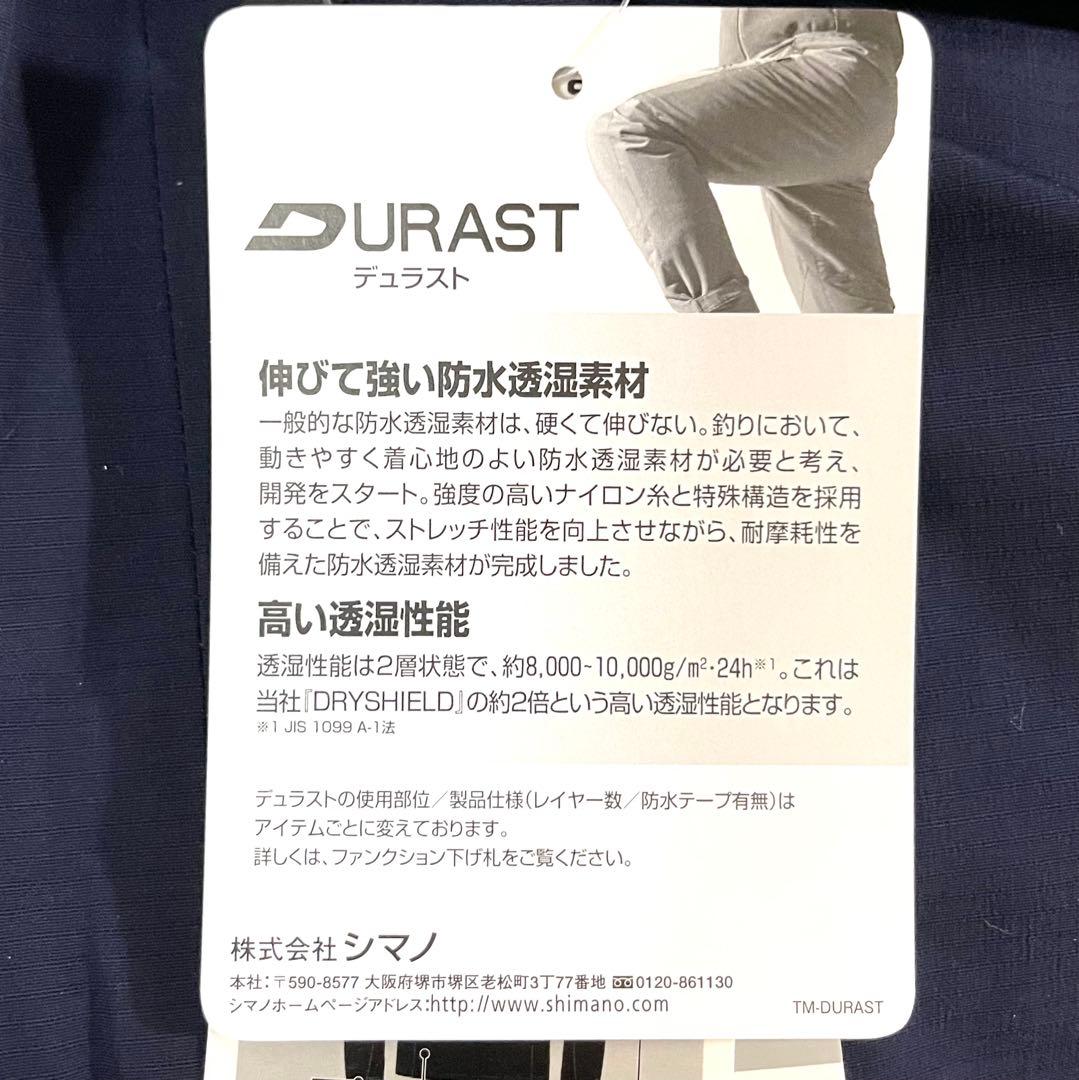 DURAST
デュラスト
伸びて強い防水透湿素材
一般的な防水透湿素材は、硬くて伸びない。釣りにおいて、
動きやすく着心地のよい防水透湿素材が必要と考え、
開発をスタート。強度の高いナイロン糸と特殊構造を採用
することで、ストレッチ性能を向上させながら、耐摩耗性を
備えた防水透湿素材が完成しました。
高い透湿性能
透湿性能は2層状態で、約8,000~10,000g/m²・24h※1。これは
当社『DRYSHIELD』の約2倍という高い透湿性能となります。
※1 JIS 1099 A-1法
デュラストの使用部位／製品仕様（レイヤー数／防水テープ有無）は
アイテムごとに変えております。
詳しくは、ファンクション下げ札をご覧ください。
株式会社 シマノ
本社：〒590-8577 大阪府堺市堺区老松町3丁77番地 0120-861130
シマノホームページアドレス:http://www.shimano.com
TM-DURAST